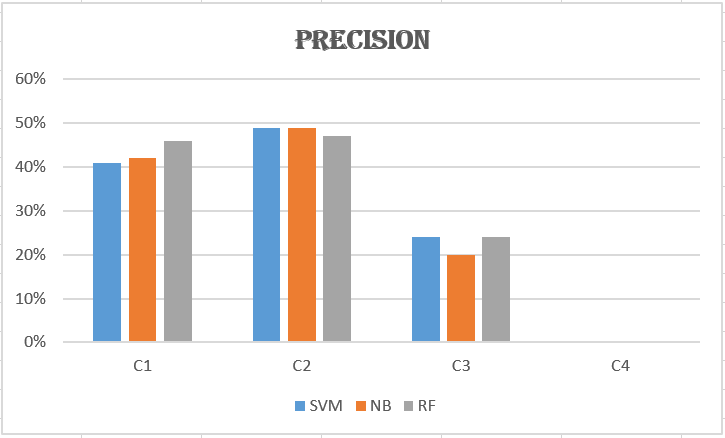 PRECISION
60%
50%
40%
30%
20%
10%
0%
C1 C2 C3 C4
SVM NB RF